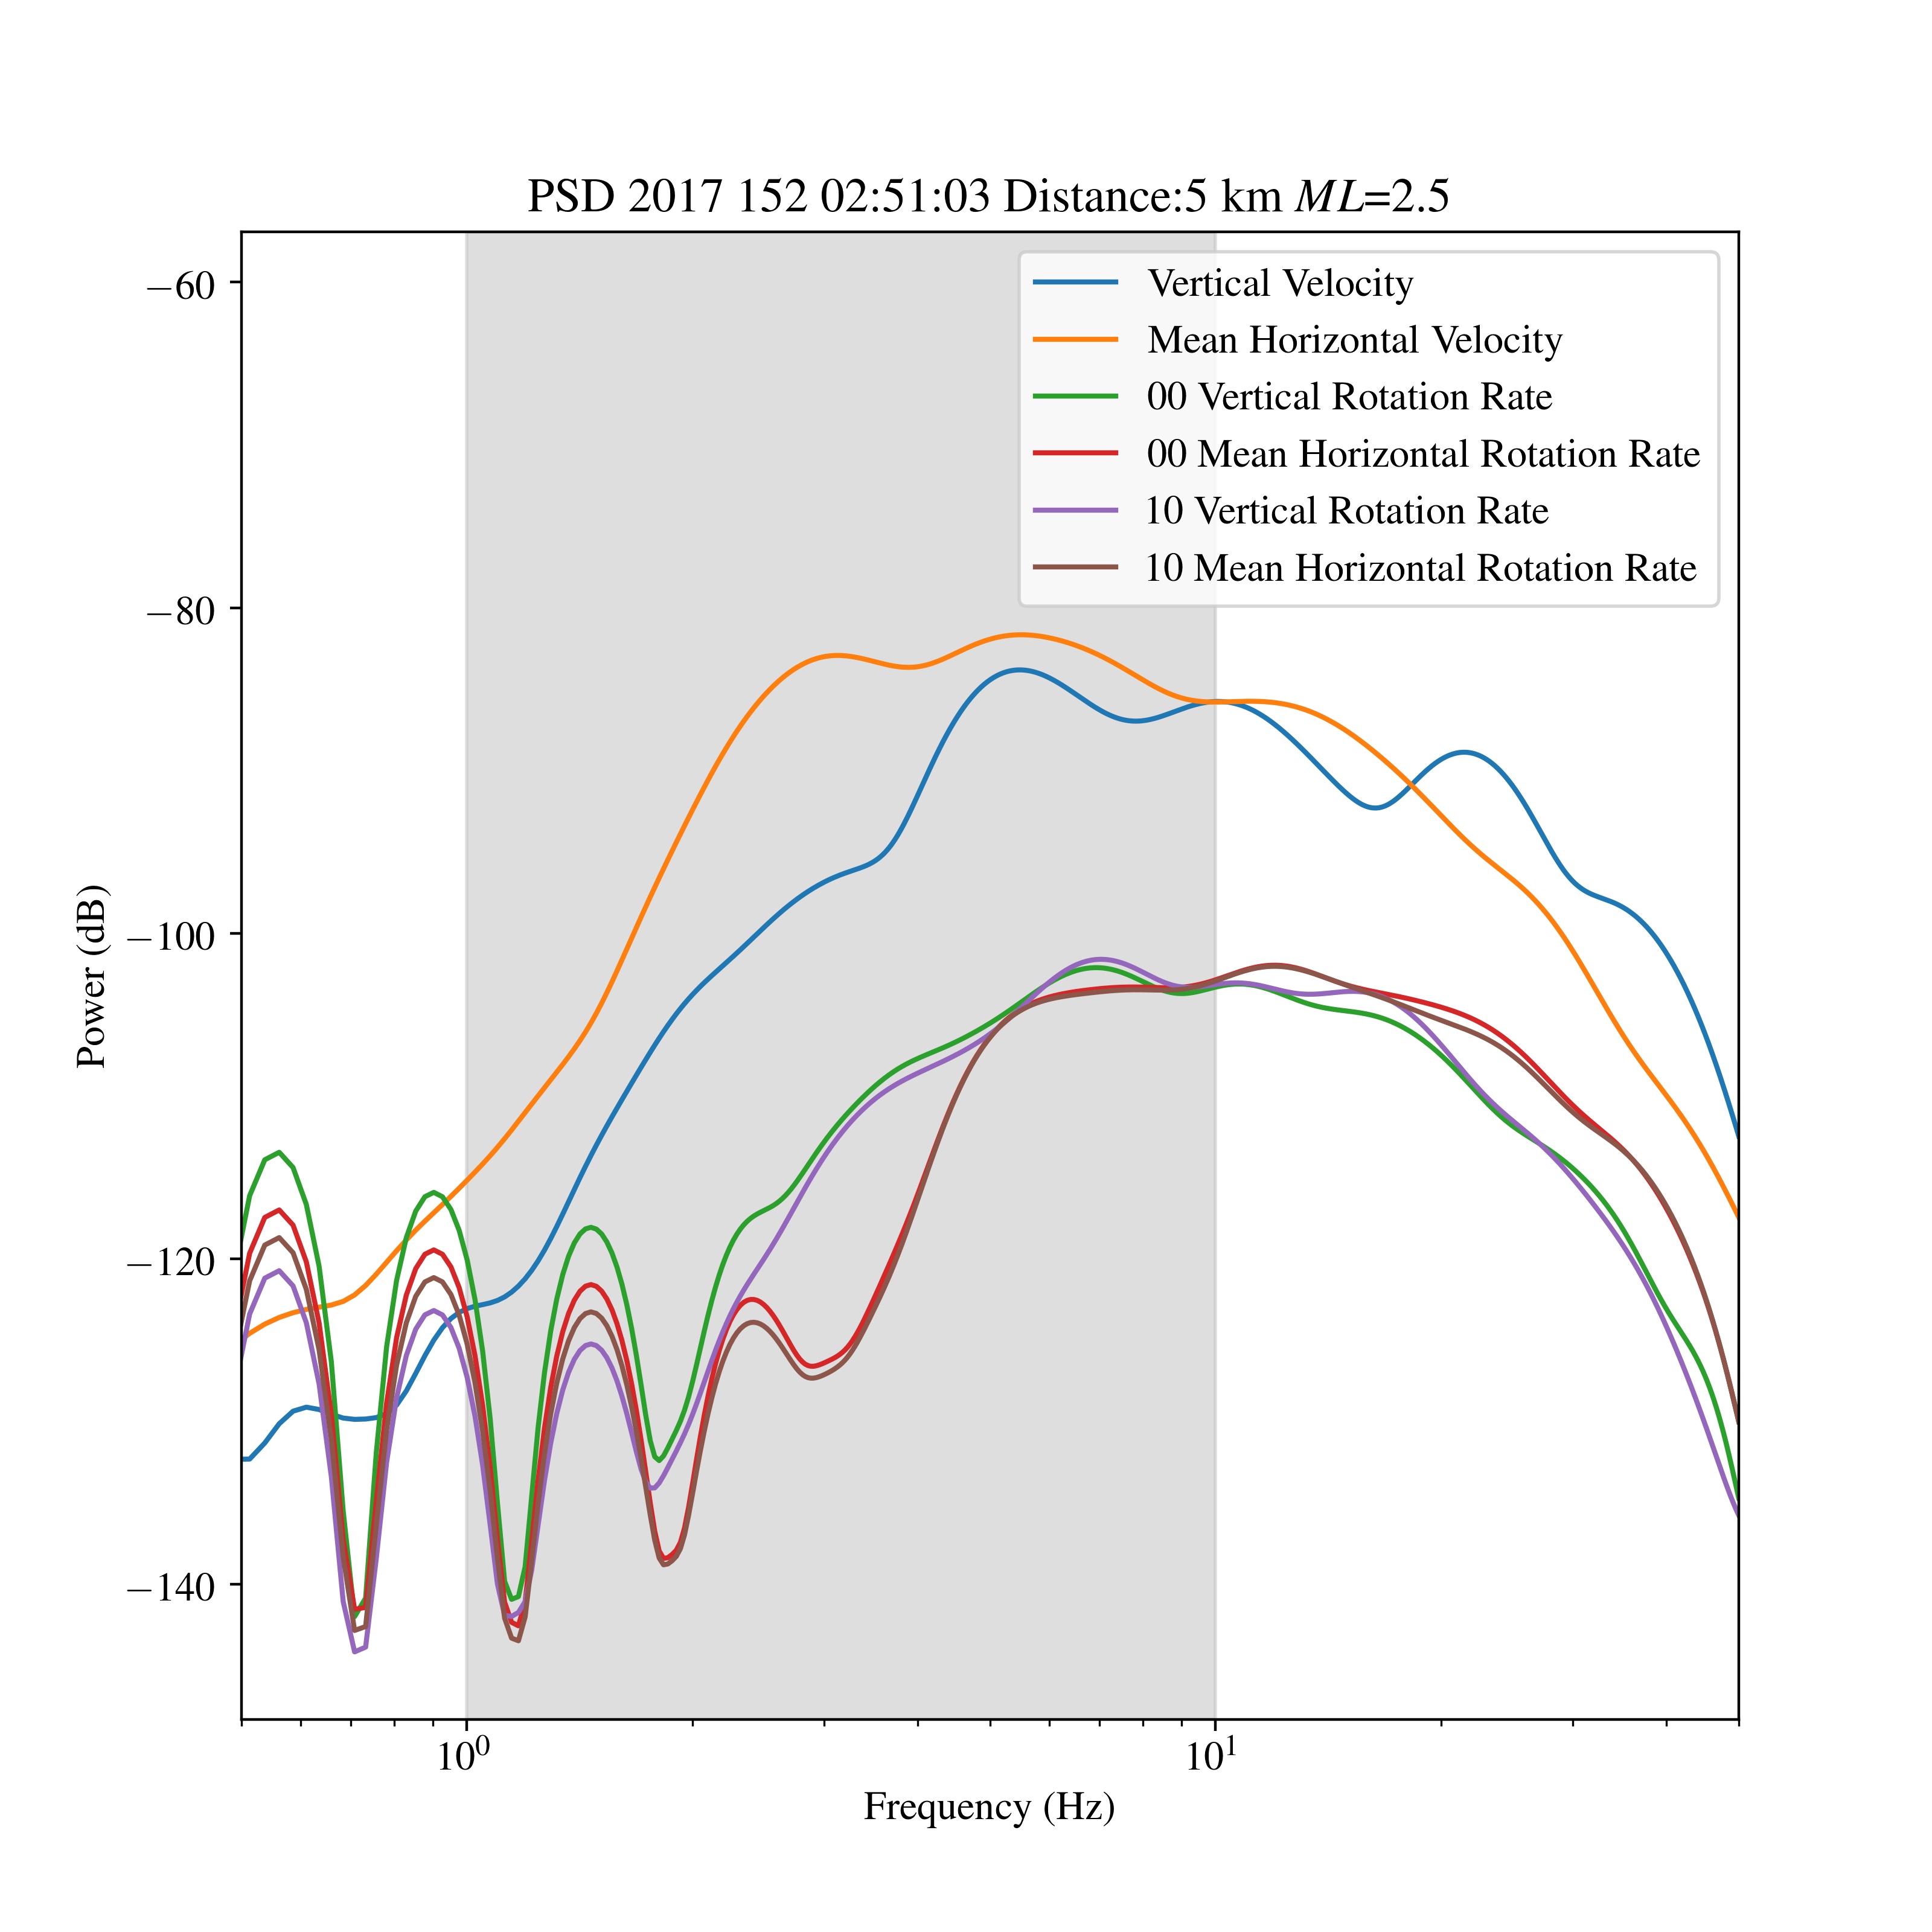 PSD 2017 152 02:51:03 Distance:5 km ML=2.5
Vertical Velocity
Mean Horizontal Velocity
00 Vertical Rotation Rate
00 Mean Horizontal Rotation Rate
10 Vertical Rotation Rate
10 Mean Horizontal Rotation Rate
−60
−80
−100
−120
−140
Power (dB)
10⁰
10¹
Frequency (Hz)